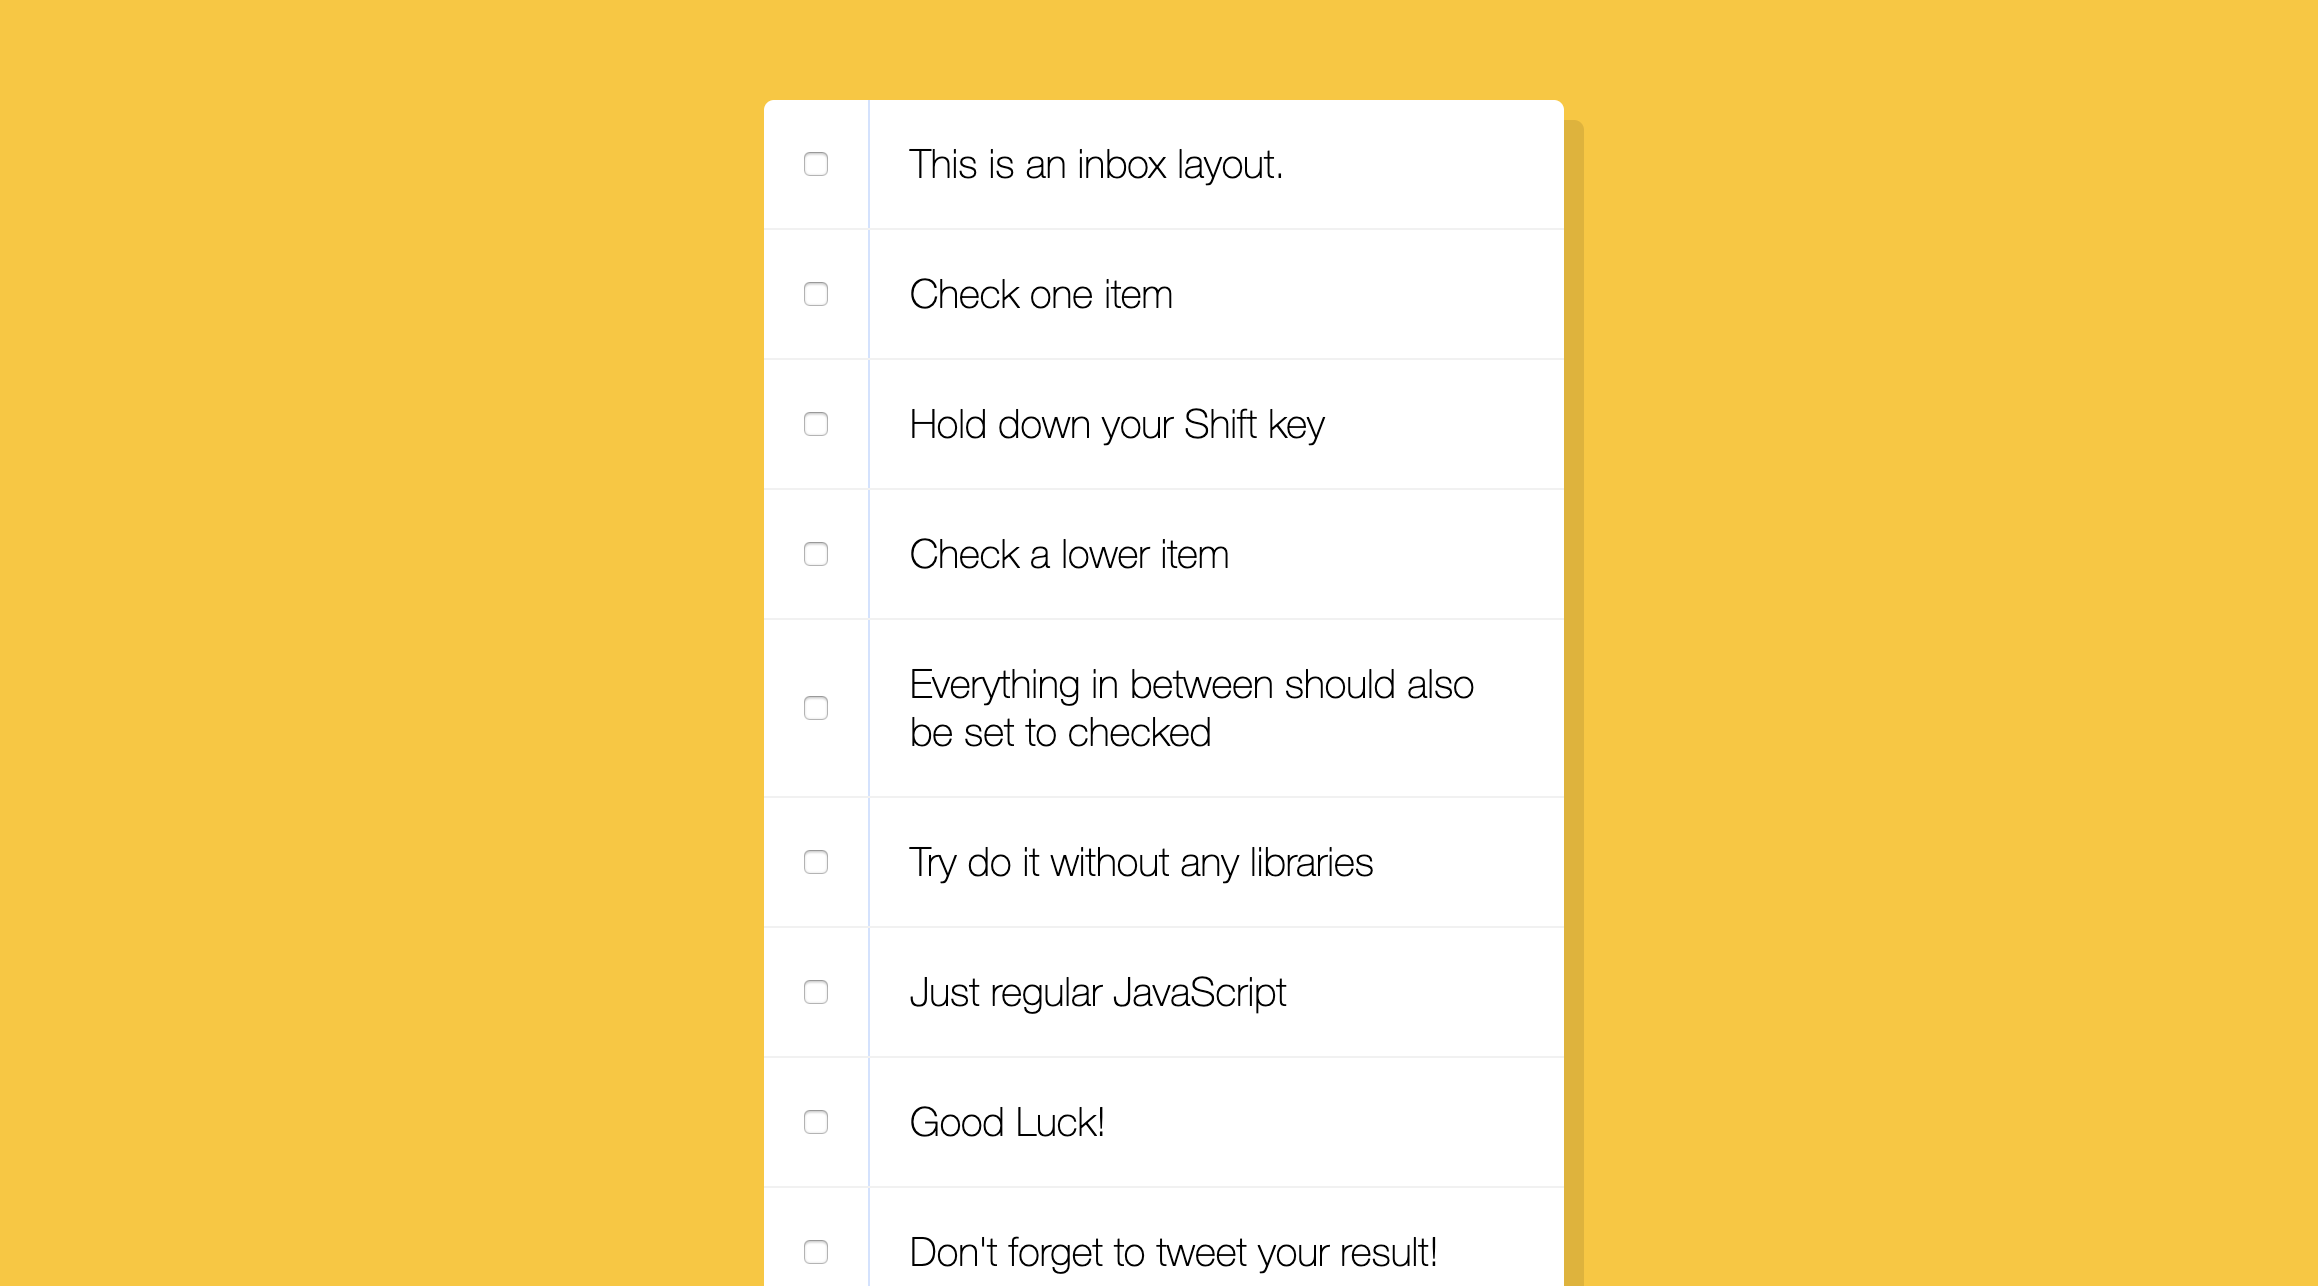 This is an inbox layout.
Check one item
Hold down your Shift key
Check a lower item
Everything in between should also
be set to checked
Try do it without any libraries
Just regular JavaScript
Good Luck!
Don't forget to tweet your result!